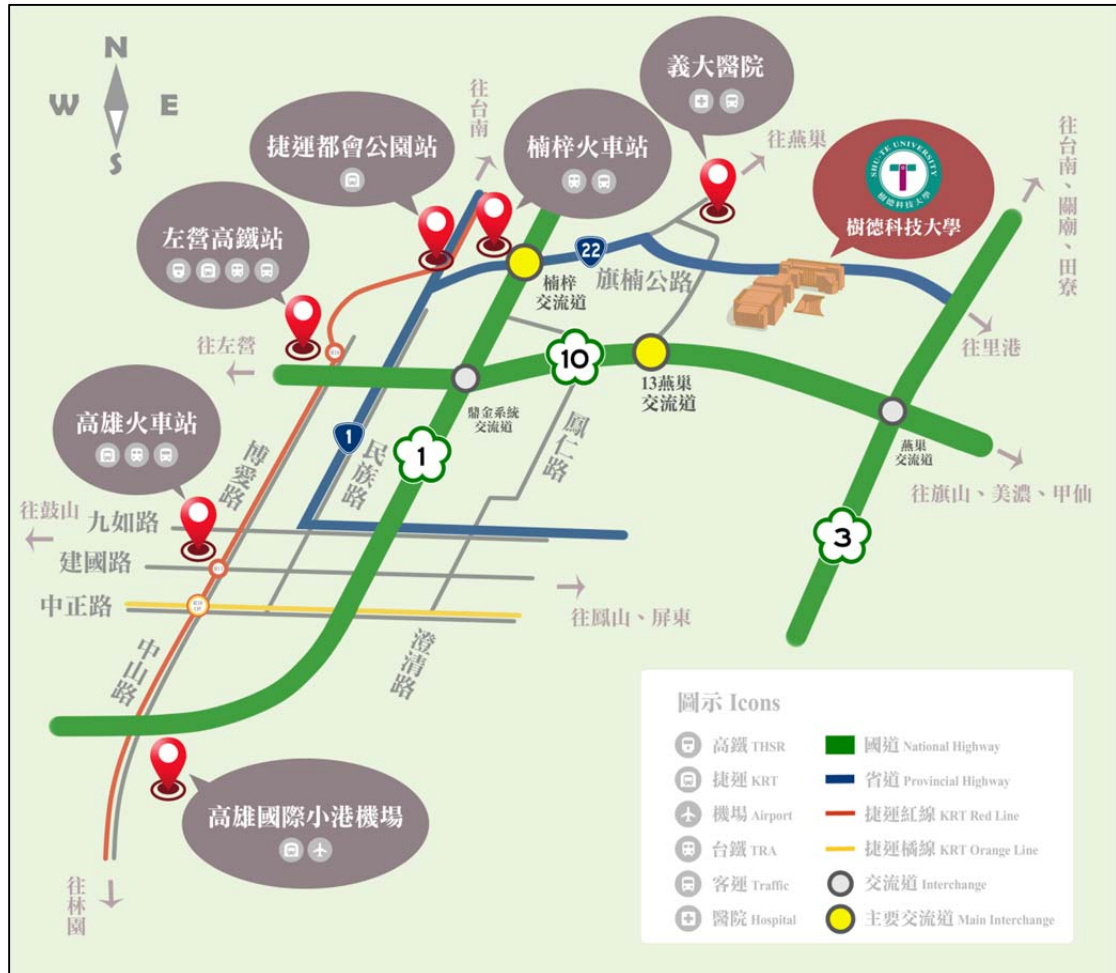 N
W E
S
往台南
義大醫院
往燕巢
捷運都會公園站
楠梓火車站
SHU-TE UNIVERSITY
樹德科技大學
樹德科技大學
往台南、關廟、田寮
左營高鐵站
22
旗楠公路
楠梓
交流道
往左營
往里港
10
13燕巢
交流道
鼎金系統
交流道
高雄火車站
1
民族路
1
鳳仁路
燕巢
交流道
博愛路
往旗山、美濃、甲仙
往鼓山
九如路
3
建國路
中正路
往鳳山、屏東
中山路
澄清路
高雄國際小港機場
往林園
圖示 Icons
高鐵 THSR
國道 National Highway
捷運 KRT
省道 Provincial Highway
機場 Airport
捷運紅線 KRT Red Line
台鐵 TRA
捷運橘線 KRT Orange Line
客運 Traffic
交流道 Interchange
醫院 Hospital
主要交流道 Main Interchange